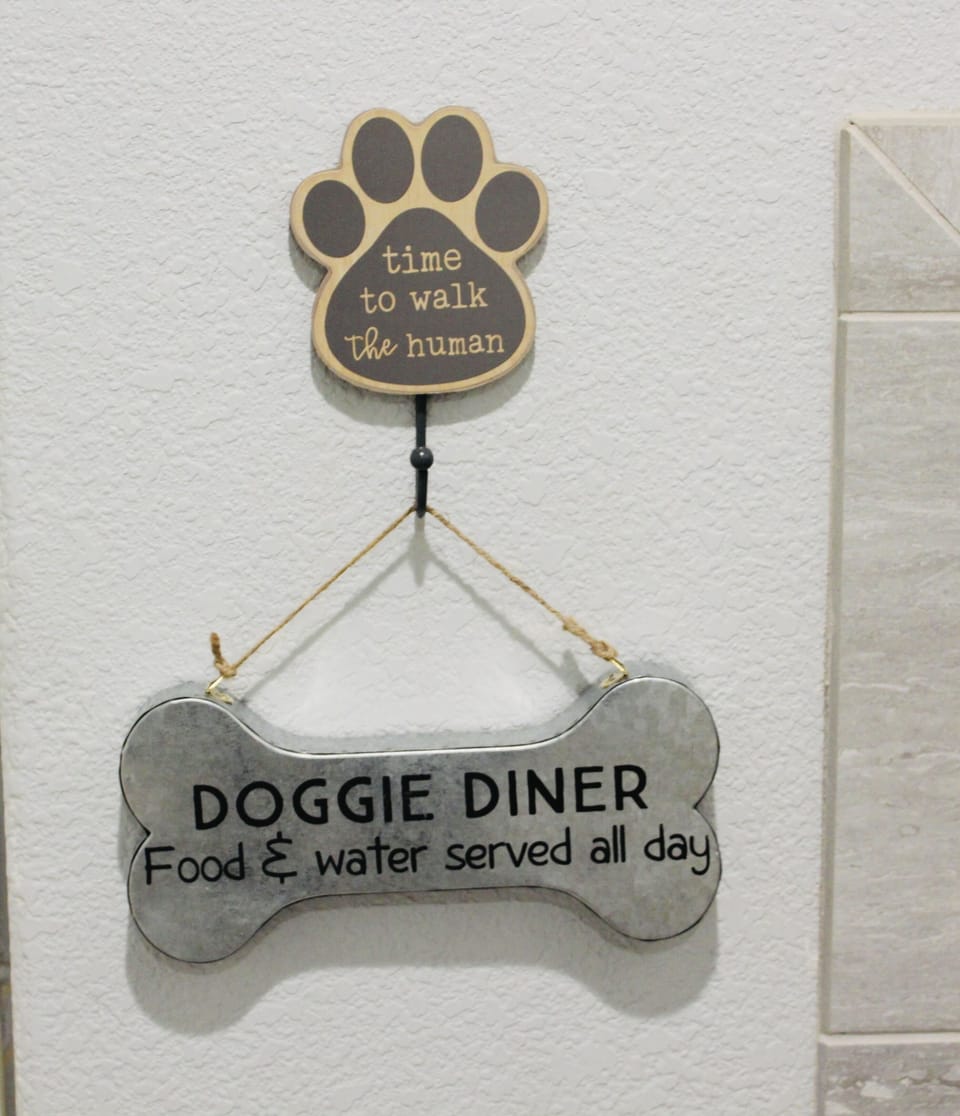 time
to walk
the human
DOGGIE DINER
Food & water served all day